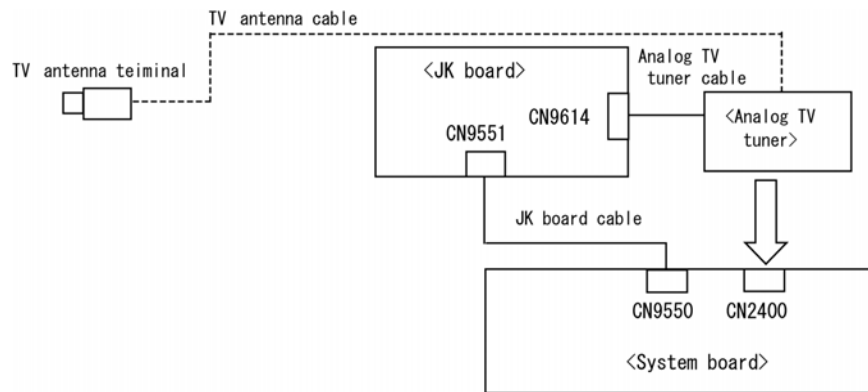 TV antenna cable
TV antenna teiminal
<JK board>
Analog TV
tuner cable
CN9614
<Analog TV
tuner>
CN9551
JK board cable
CN9550
CN2400
<System board>